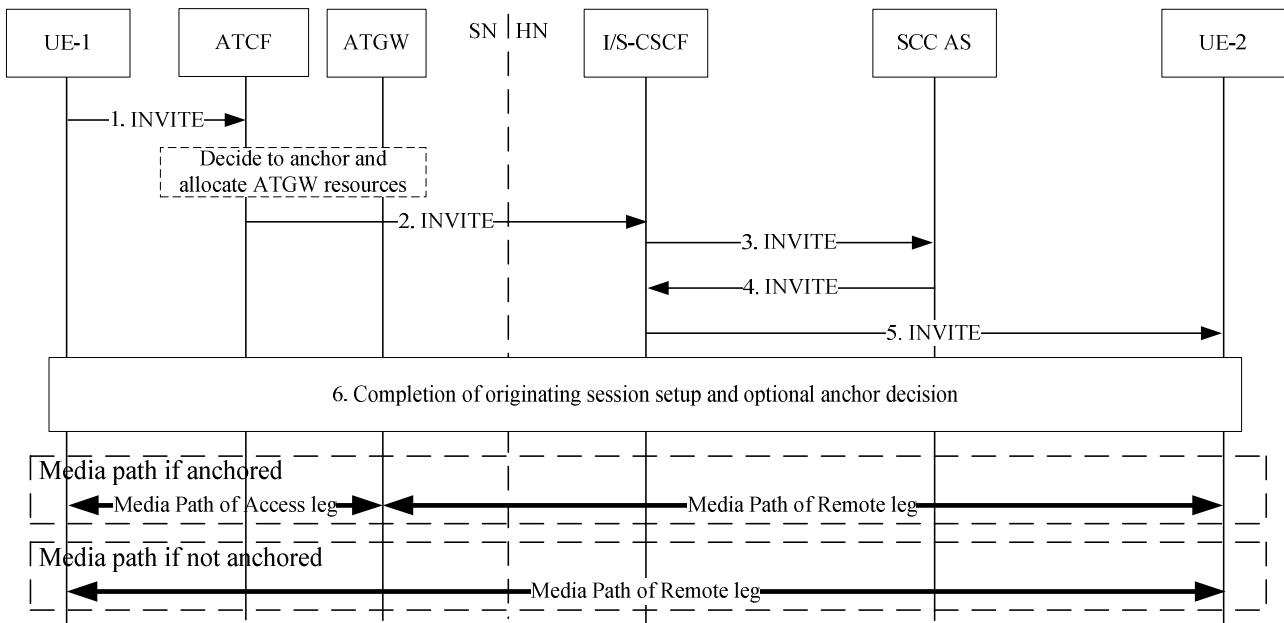 UE-1
ATCF
ATGW
SN
HN
I/S-CSCF
SCC AS
UE-2
1. INVITE
Decide to anchor and
allocate ATGW resources
2. INVITE
3. INVITE
4. INVITE
5. INVITE
6. Completion of originating session setup and optional anchor decision
Media path if anchored
Media Path of Access leg
Media Path of Remote leg
Media path if not anchored
Media Path of Remote leg